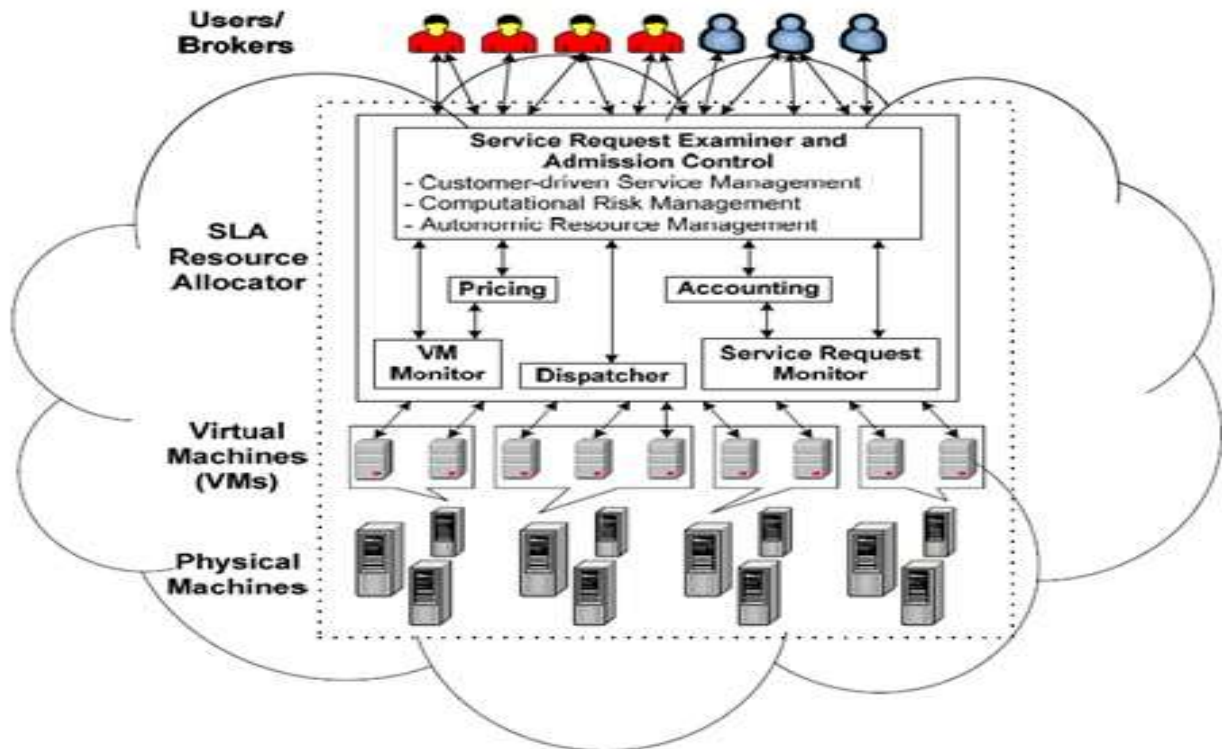 Users/
Brokers
Service Request Examiner and
Admission Control
- Customer-driven Service Management
- Computational Risk Management
- Autonomic Resource Management
SLA
Resource
Allocator
Pricing
Accounting
VM
Monitor
Dispatcher
Service Request
Monitor
Virtual
Machines
(VMs)
Physical
Machines